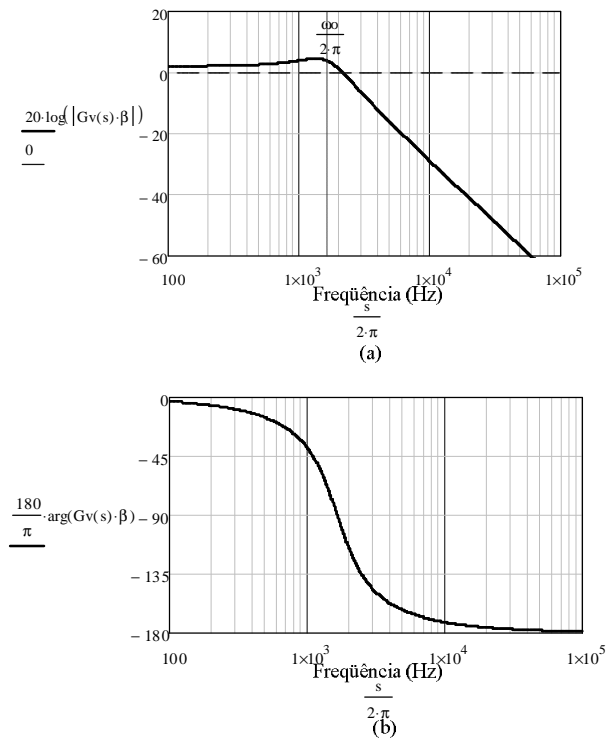 20
ωo
2·π
0
20·log(|Gv(s)·β|)
0
−20
−40
−60
100
1×10³
1×10⁴
1×10⁵
Freqüência (Hz)
s
2·π
(a)
0
−45
180
π
·arg(Gv(s)·β)
−90
−135
−180
100
1×10³
1×10⁴
1×10⁵
Freqüência (Hz)
s
2·π
(b)